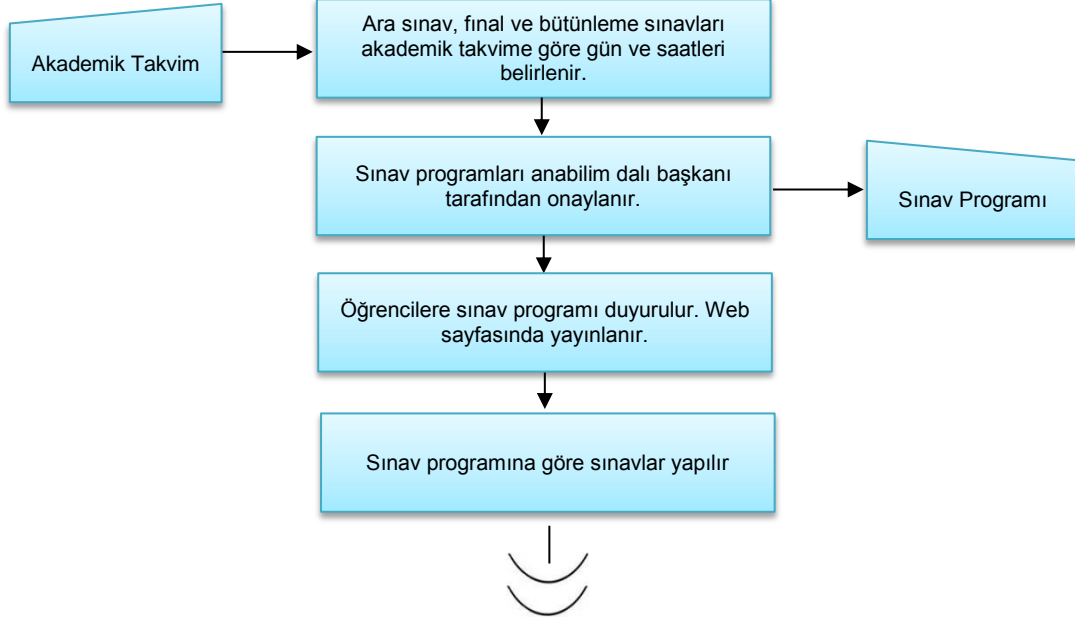 Akademik Takvim
Ara sınav, fınal ve bütünleme sınavları
akademik takvime göre gün ve saatleri
belirlenir.
Sınav programları anabilim dalı başkanı
tarafından onaylanır.
Sınav Programı
Öğrencilere sınav programı duyurulur. Web
sayfasında yayınlanır.
Sınav programına göre sınavlar yapılır